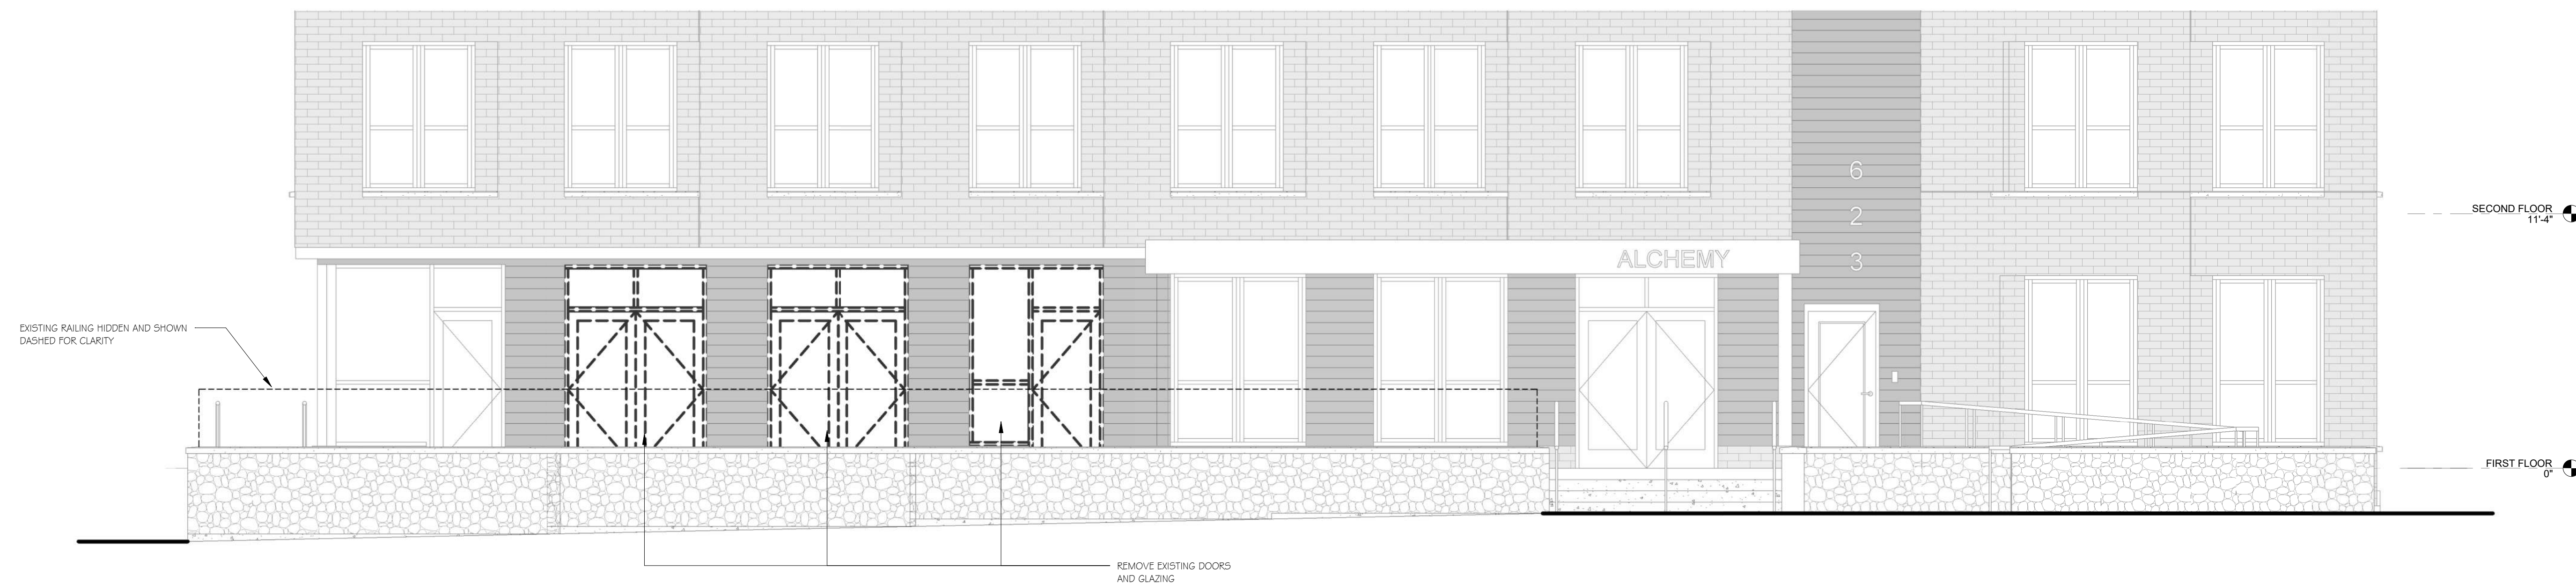 6
2
3
SECOND FLOOR
11'-4"
ALCHEMY
EXISTING RAILING HIDDEN AND SHOWN
DASHED FOR CLARITY
FIRST FLOOR
0"
REMOVE EXISTING DOORS
AND GLAZING